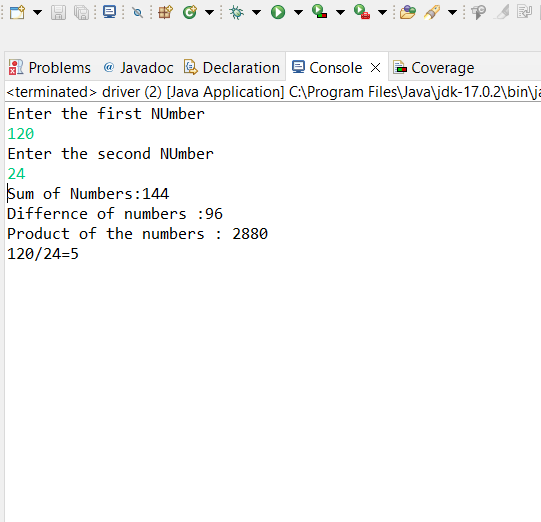 Problems @ Javadoc Declaration Console Coverage
<terminated> driver (2) [Java Application] C:\Program Files\Java\jdk-17.0.2\bin\ja
Enter the first NUmber
120
Enter the second NUmber
24
Sum of Numbers:144
Differnce of numbers :96
Product of the numbers : 2880
120/24=5